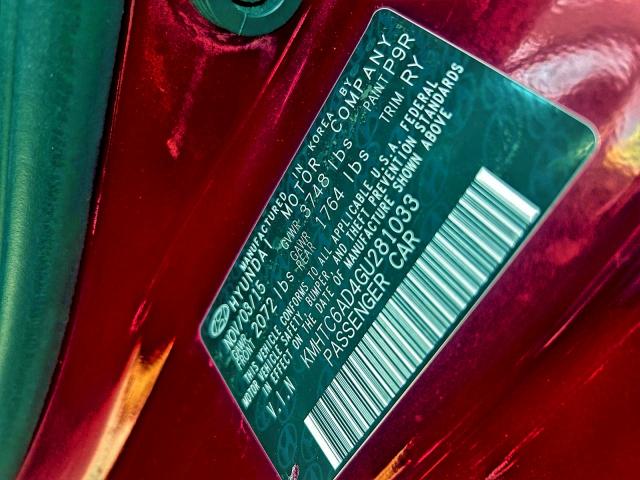 MANUFACTURED IN KOREA BY
HYUNDAI MOTOR COMPANY
NOV/03/15 GVWR 3748 lbs PAINT P9R
GAWR FRONT 2072 lbs GAWR REAR 1764 lbs TRIM RY
THIS VEHICLE CONFORMS TO ALL APPLICABLE U.S.A. FEDERAL
MOTOR VEHICLE SAFETY, BUMPER, AND THEFT PREVENTION STANDARDS
IN EFFECT ON THE DATE OF MANUFACTURE SHOWN ABOVE
V.I.N KMHTC6AD4GU281033
PASSENGER CAR